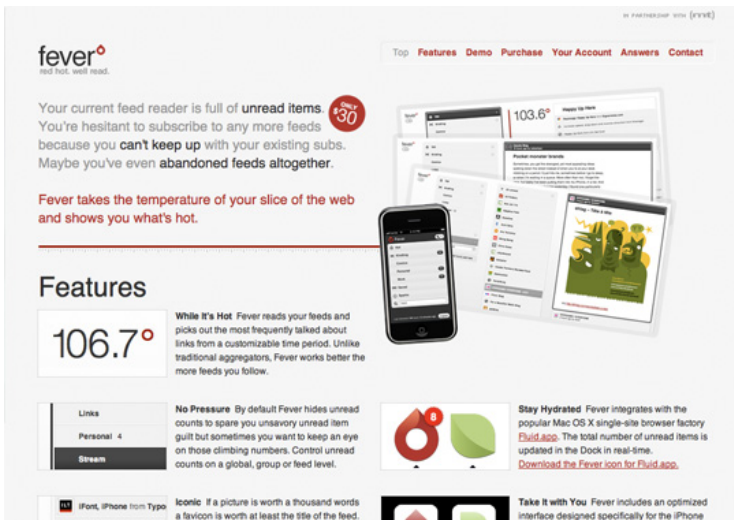 IN PARTNERSHIP WITH
fever°
red hot. well read.
Top Features Demo Purchase Your Account Answers Contact
Your current feed reader is full of unread items.
You're hesitant to subscribe to any more feeds
because you can't keep up with your existing subs.
Maybe you've even abandoned feeds altogether.
ONLY
$30
Fever takes the temperature of your slice of the web
and shows you what's hot.
103.6°
Happy Up Here
Pocket monster brands
Fever
Features
106.7°
While It's Hot Fever reads your feeds and
picks out the most frequently talked about
links from a customizable time period. Unlike
traditional aggregators, Fever works better the
more feeds you follow.
Links
Personal 4
Stream
No Pressure By default Fever hides unread
counts to spare you unsavory unread item
guilt but sometimes you want to keep an eye
on those climbing numbers. Control unread
counts on a global, group or feed level.
8
Stay Hydrated Fever integrates with the
popular Mac OS X single-site browser factory
Fluid.app. The total number of unread items is
updated in the Dock in real-time.
Download the Fever icon for Fluid.app.
iFont, iPhone from Typo
Iconic If a picture is worth a thousand words
a favicon is worth at least the title of the feed.
Take It with You Fever includes an optimized
interface designed specifically for the iPhone